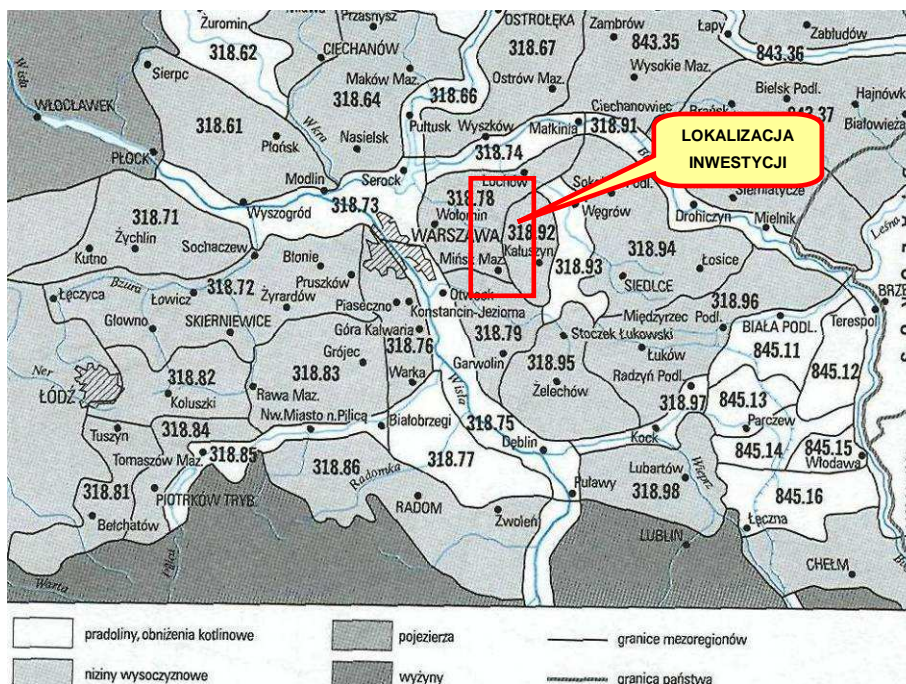 Żuromin
Przasnysz
OSTROŁĘKA
Zambrów
Łapy
Zabłudów
318.62
CIECHANÓW
318.67
843.35
843.36
Wisła
Sierpc
Maków Maz.
Ostrów Maz.
Wysokie Maz.
Bielsk Podl.
Hajnówka
WŁOCŁAWEK
318.64
318.66
Ciechanowiec
Brańsk
843.37
318.61
Wkra
Pułtusk
Wyszków
Małkinia
318.91
Białowieża
Płońsk
Nasielsk
318.74
LOKALIZACJA
INWESTYCJI
PŁOCK
Modlin
Serock
Łochów
Siemiatycze
Wyszogród
318.73
318.78
Wołomin
Węgrów
Drohiczyn
Mielnik
Leśna
318.71
Żychlin
Sochaczew
WARSZAWA
318.92
318.94
Kutno
Błonie
Kałuszyn
Mińsk Maz.
318.93
Łosice
Bzura
318.72
Pruszków
SIEDLCE
Łęczyca
Łowicz
Żyrardów
Piaseczno
Otwock
Konstancin-Jeziorna
318.96
Terespol
Głowno
SKIERNIEWICE
Góra Kalwaria
Międzyrzec Podl.
BIAŁA PODL.
318.79
Stoczek Łukowski
Grójec
318.76
Garwolin
Łuków
845.11
Ner
318.83
Warka
Wisła
318.95
Radzyń Podl.
845.12
ŁÓDŹ
318.82
Koluszki
Rawa Maz.
Żelechów
318.97
845.13
Nw.Miasto n.Pilicą
Białobrzegi
318.75
Parczew
Tuszyn
318.84
Dęblin
Kock
845.14
845.15
Tomaszów Maz.
318.85
318.77
Włodawa
318.86
Radomka
Lubartów
Wieprz
318.81
PIOTRKÓW TRYB.
Puławy
318.98
845.16
Bełchatów
RADOM
Zwoleń
Łęczna
LUBLIN
Pilica
CHEŁM
Warta
pradoliny, obniżenia kotlinowe
pojezierza
granice mezoregionów
niziny wysoczyznowe
wyżyny
granica państwa